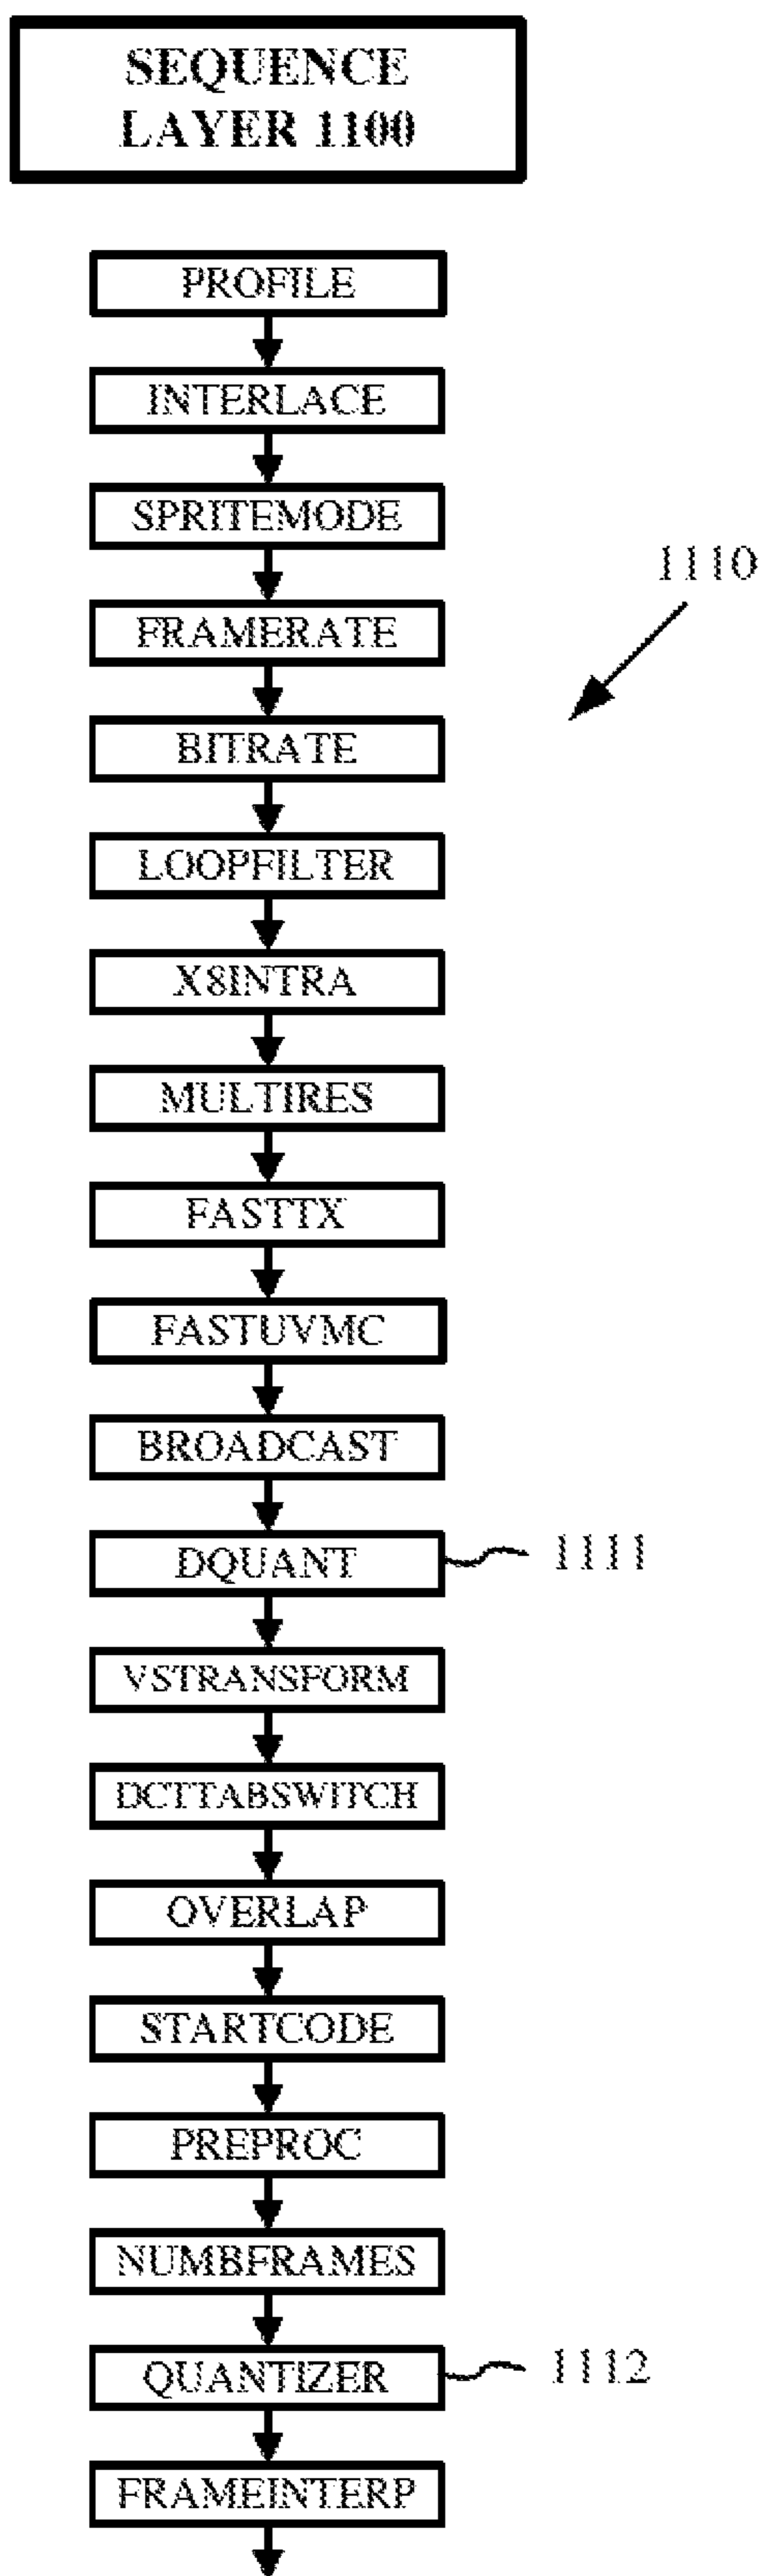 SEQUENCE
LAYER 1100
PROFILE
INTERLACE
SPRITEMODE
1110
FRAMERATE
BITRATE
LOOPFILTER
X8INTRA
MULTIRES
FASTTX
FASTUVMC
BROADCAST
DQUANT 1111
VSTRANSFORM
DCTTABSWITCH
OVERLAP
STARTCODE
PREPROC
NUMBFRAMES
QUANTIZER 1112
FRAMEINTERP